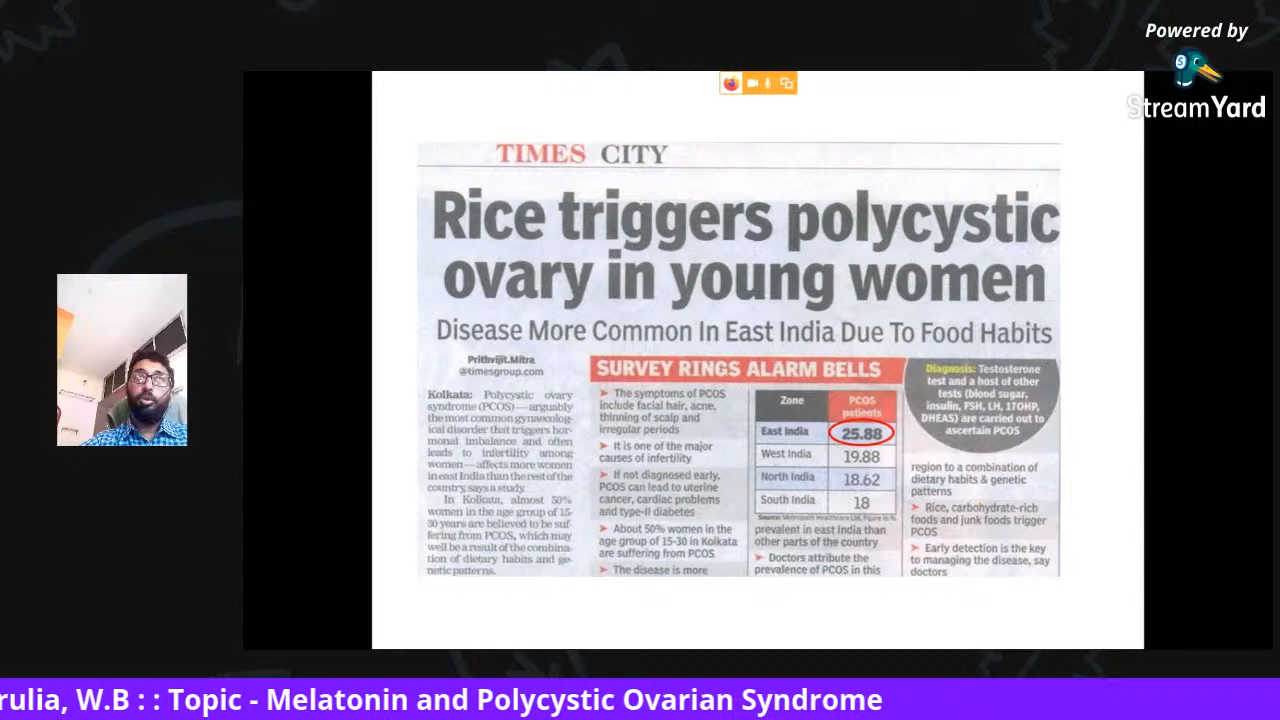 Powered by
StreamYard
TIMES CITY
Rice triggers polycystic
ovary in young women
Disease More Common In East India Due To Food Habits
Prithvijit.Mitra
@timesgroup.com
Kolkata: Polycystic ovary
syndrome (PCOS) — arguably
the most common gynaecolog-
ical disorder that triggers hor-
monal imbalance and often
leads to infertility among
women — affects more women
in east India than the rest of the
country, says a study.
In Kolkata, almost 50%
women in the age group of 15-
30 years are believed to be suf-
fering from PCOS, which may
well be a result of the combina-
tion of dietary habits and ge-
netic patterns.
SURVEY RINGS ALARM BELLS
➤ The symptoms of PCOS
include facial hair, acne,
thinning of scalp and
irregular periods
➤ It is one of the major
causes of infertility
➤ If not diagnosed early,
PCOS can lead to uterine
cancer, cardiac problems
and type-II diabetes
➤ About 50% women in the
age group of 15-30 in Kolkata
are suffering from PCOS
➤ The disease is more
Zone PCOS
patients
East India 25.88
West India 19.88
North India 18.62
South India 18
Source: Metropolis Healthcare Ltd, Figure in %
prevalent in east India than
other parts of the country
➤ Doctors attribute the
prevalence of PCOS in this
Diagnosis: Testosterone
test and a host of other
tests (blood sugar,
insulin, FSH, LH, 17OHP,
DHEAS) are carried out to
ascertain PCOS
region to a combination of
dietary habits & genetic
patterns
➤ Rice, carbohydrate-rich
foods and junk foods trigger
PCOS
➤ Early detection is the key
to managing the disease, say
doctors
rulia, W.B : : Topic - Melatonin and Polycystic Ovarian Syndrome